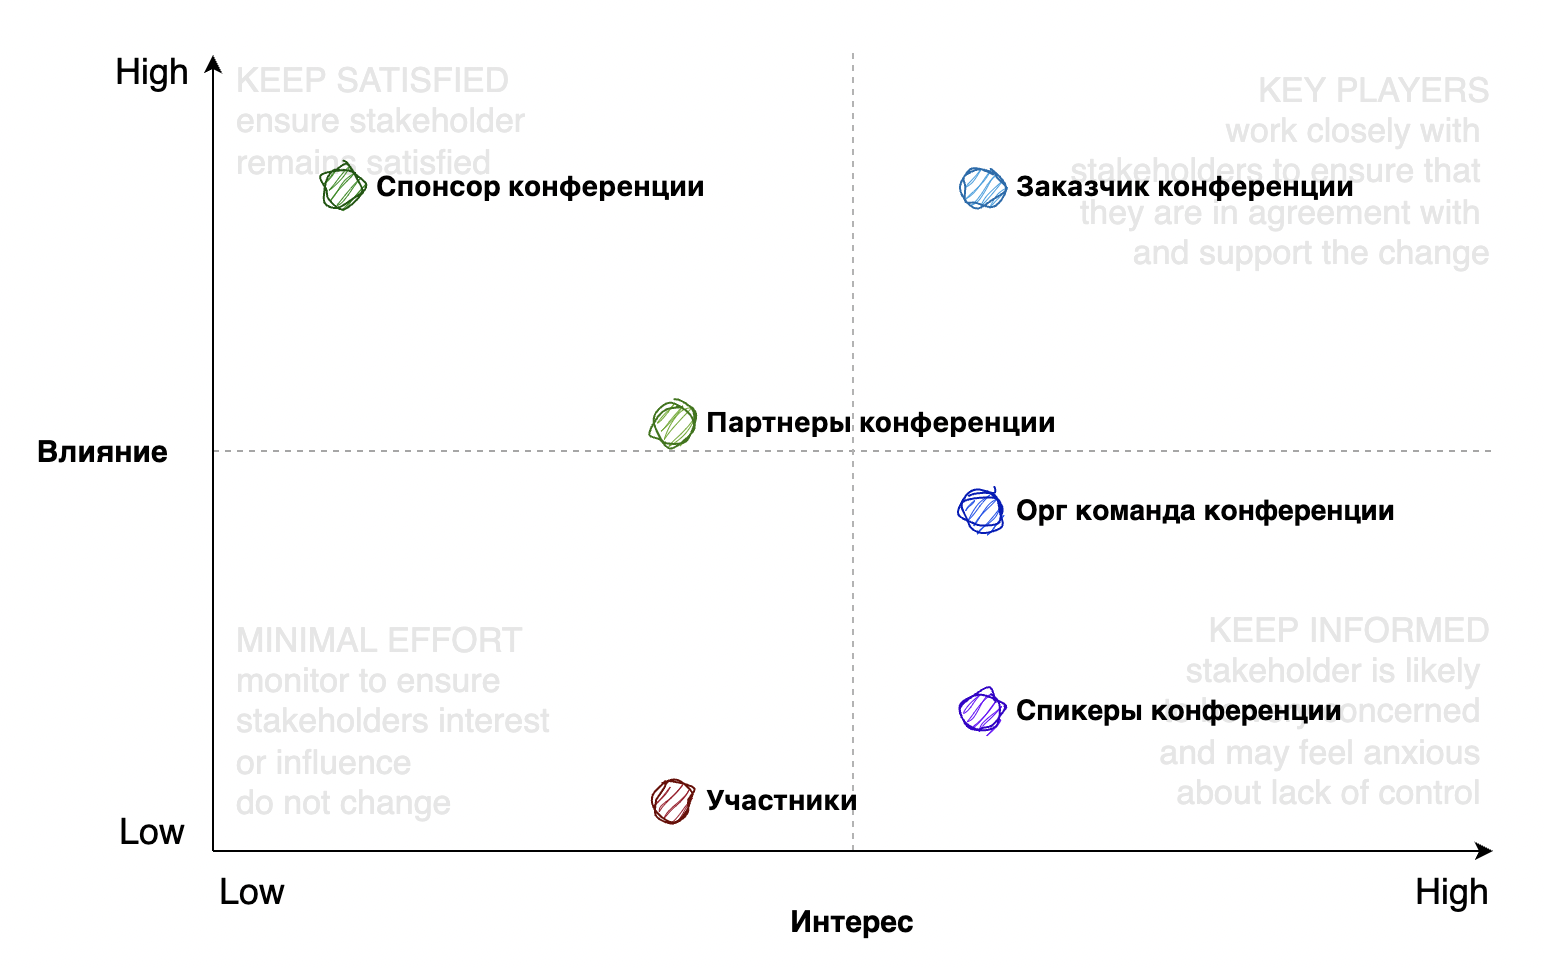 High
KEEP SATISFIED
ensure stakeholder
remains satisfied
KEY PLAYERS
work closely with
stakeholders to ensure that
they are in agreement with
and support the change
Спонсор конференции
Заказчик конференции
Партнеры конференции
Влияние
Орг команда конференции
MINIMAL EFFORT
monitor to ensure
stakeholders interest
or influence
do not change
KEEP INFORMED
stakeholder is likely
concerned
and may feel anxious
about lack of control
Спикеры конференции
Участники
Low
Low
High
Интерес